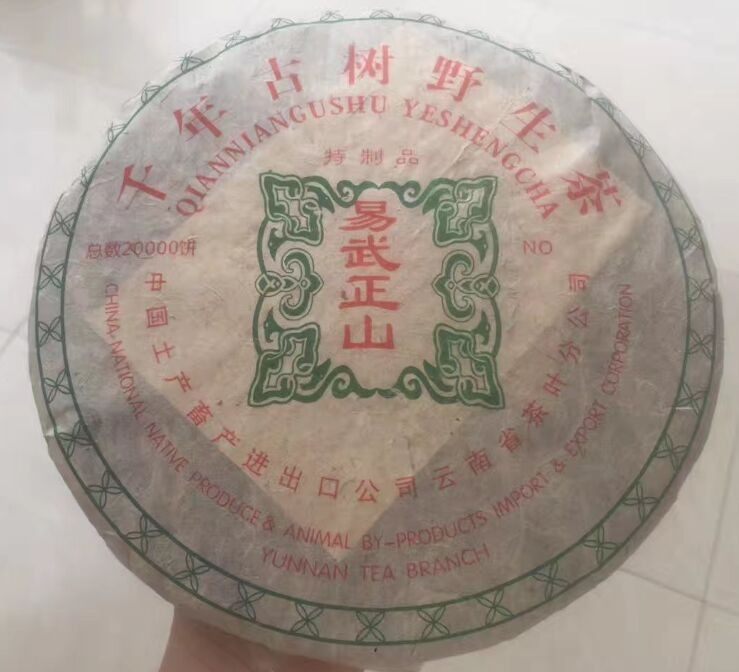 千年古树野生茶
QIANNIANGUSHU YESHENGCHA
特制品
易武正山
总数20000饼
NO
中国土产畜产进出口公司云南省茶叶分公司
CHINA NATIONAL NATIVE PRODUCE & ANIMAL BY-PRODUCTS IMPORT & EXPORT CORPORATION
YUNNAN TEA BRANCH